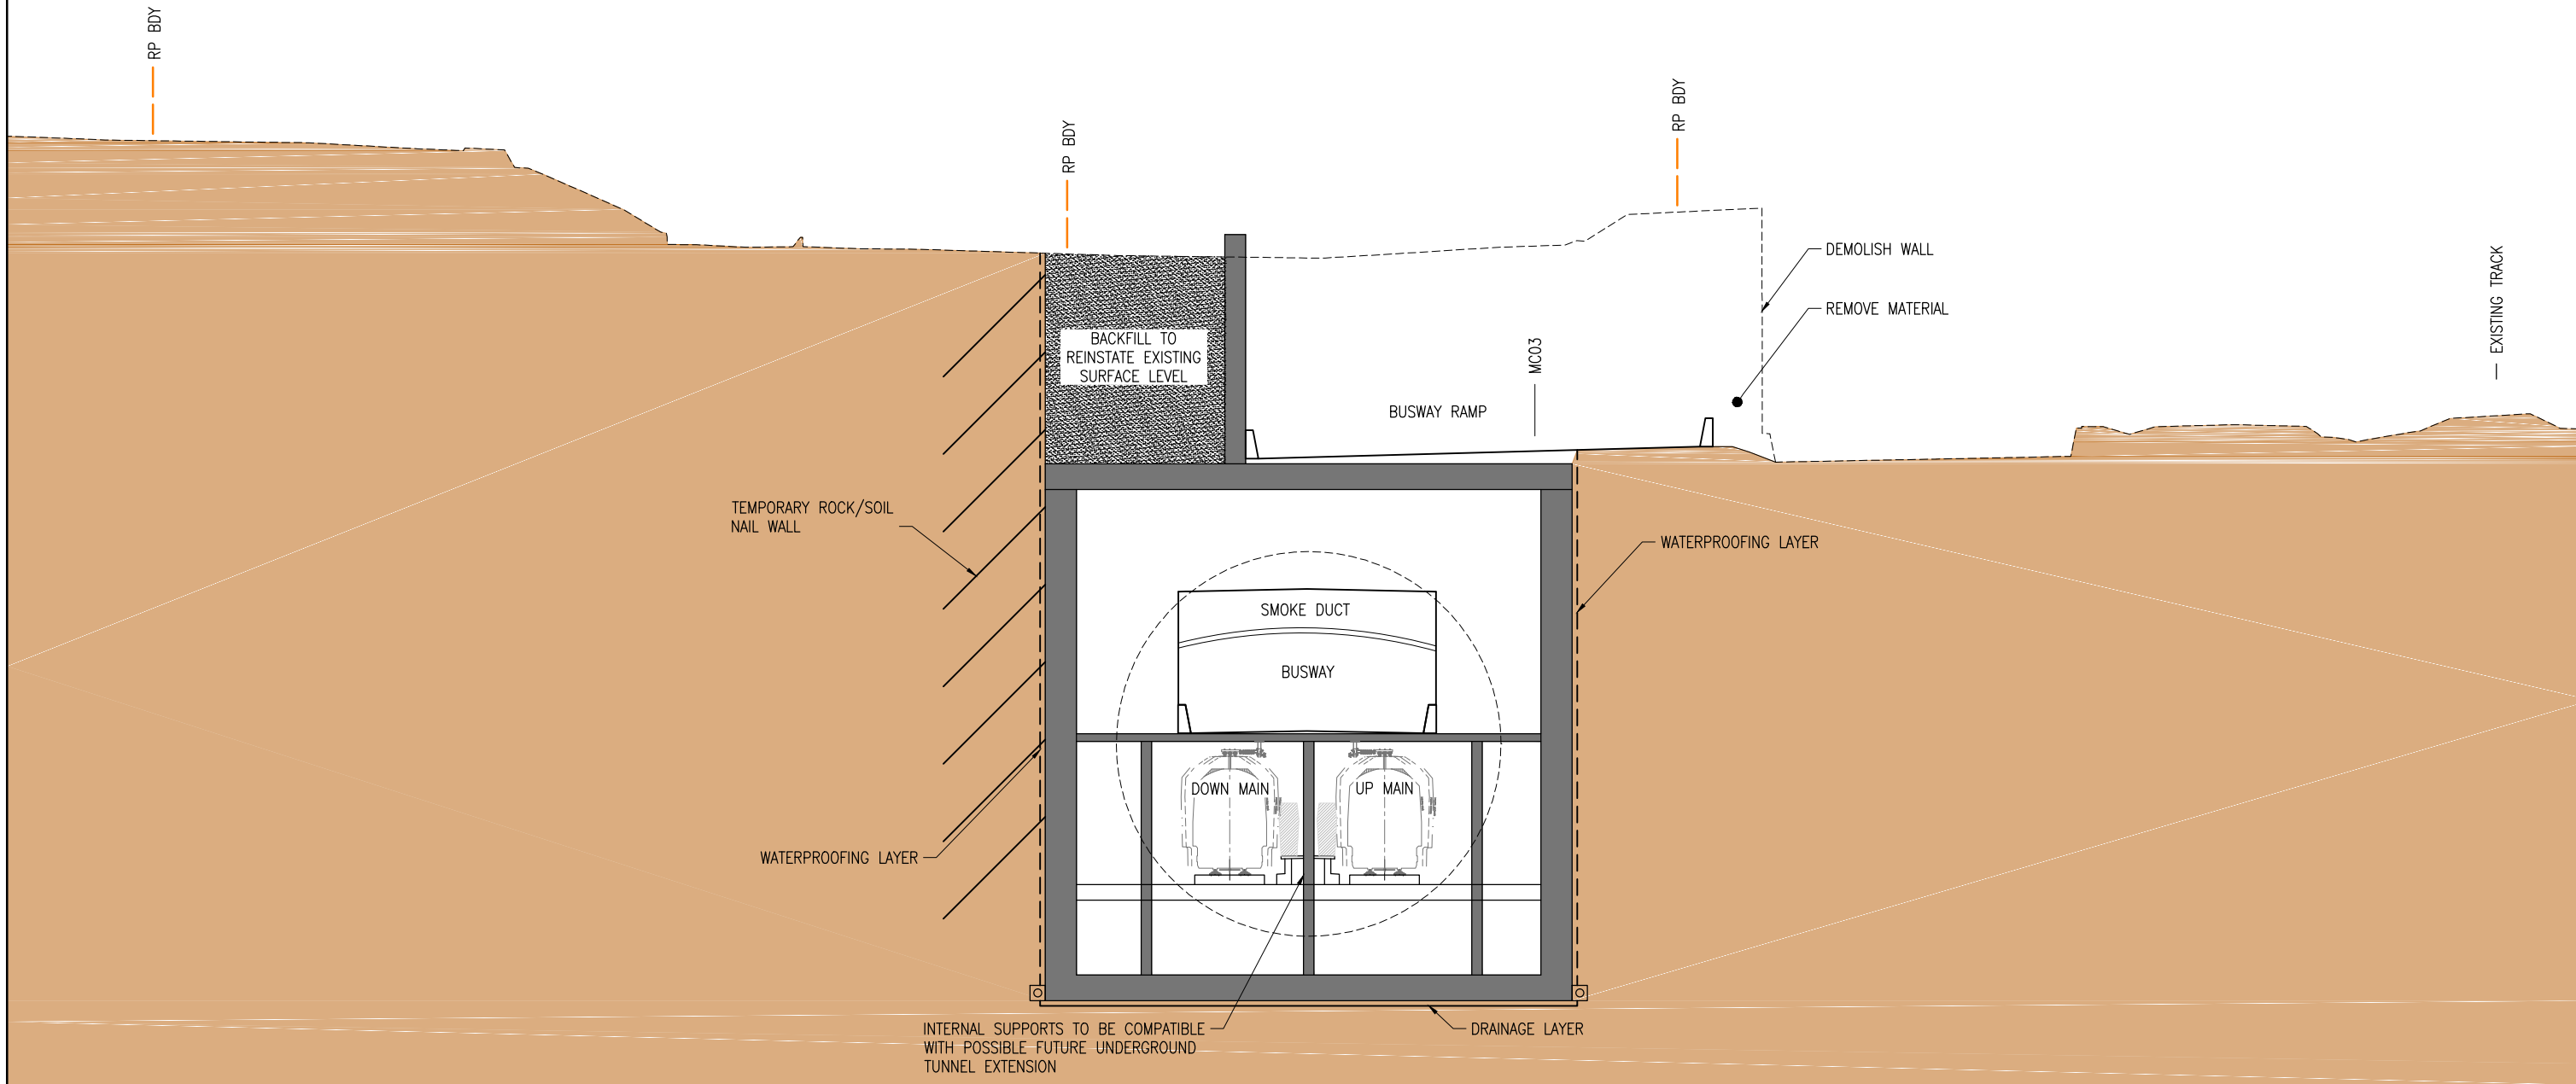 RP BDY
RP BDY
RP BDY
DEMOLISH WALL
REMOVE MATERIAL
EXISTING TRACK
BACKFILL TO
REINSTATE EXISTING
SURFACE LEVEL
MC03
BUSWAY RAMP
TEMPORARY ROCK/SOIL
NAIL WALL
WATERPROOFING LAYER
SMOKE DUCT
BUSWAY
DOWN MAIN
UP MAIN
WATERPROOFING LAYER
INTERNAL SUPPORTS TO BE COMPATIBLE
WITH POSSIBLE FUTURE UNDERGROUND
TUNNEL EXTENSION
DRAINAGE LAYER